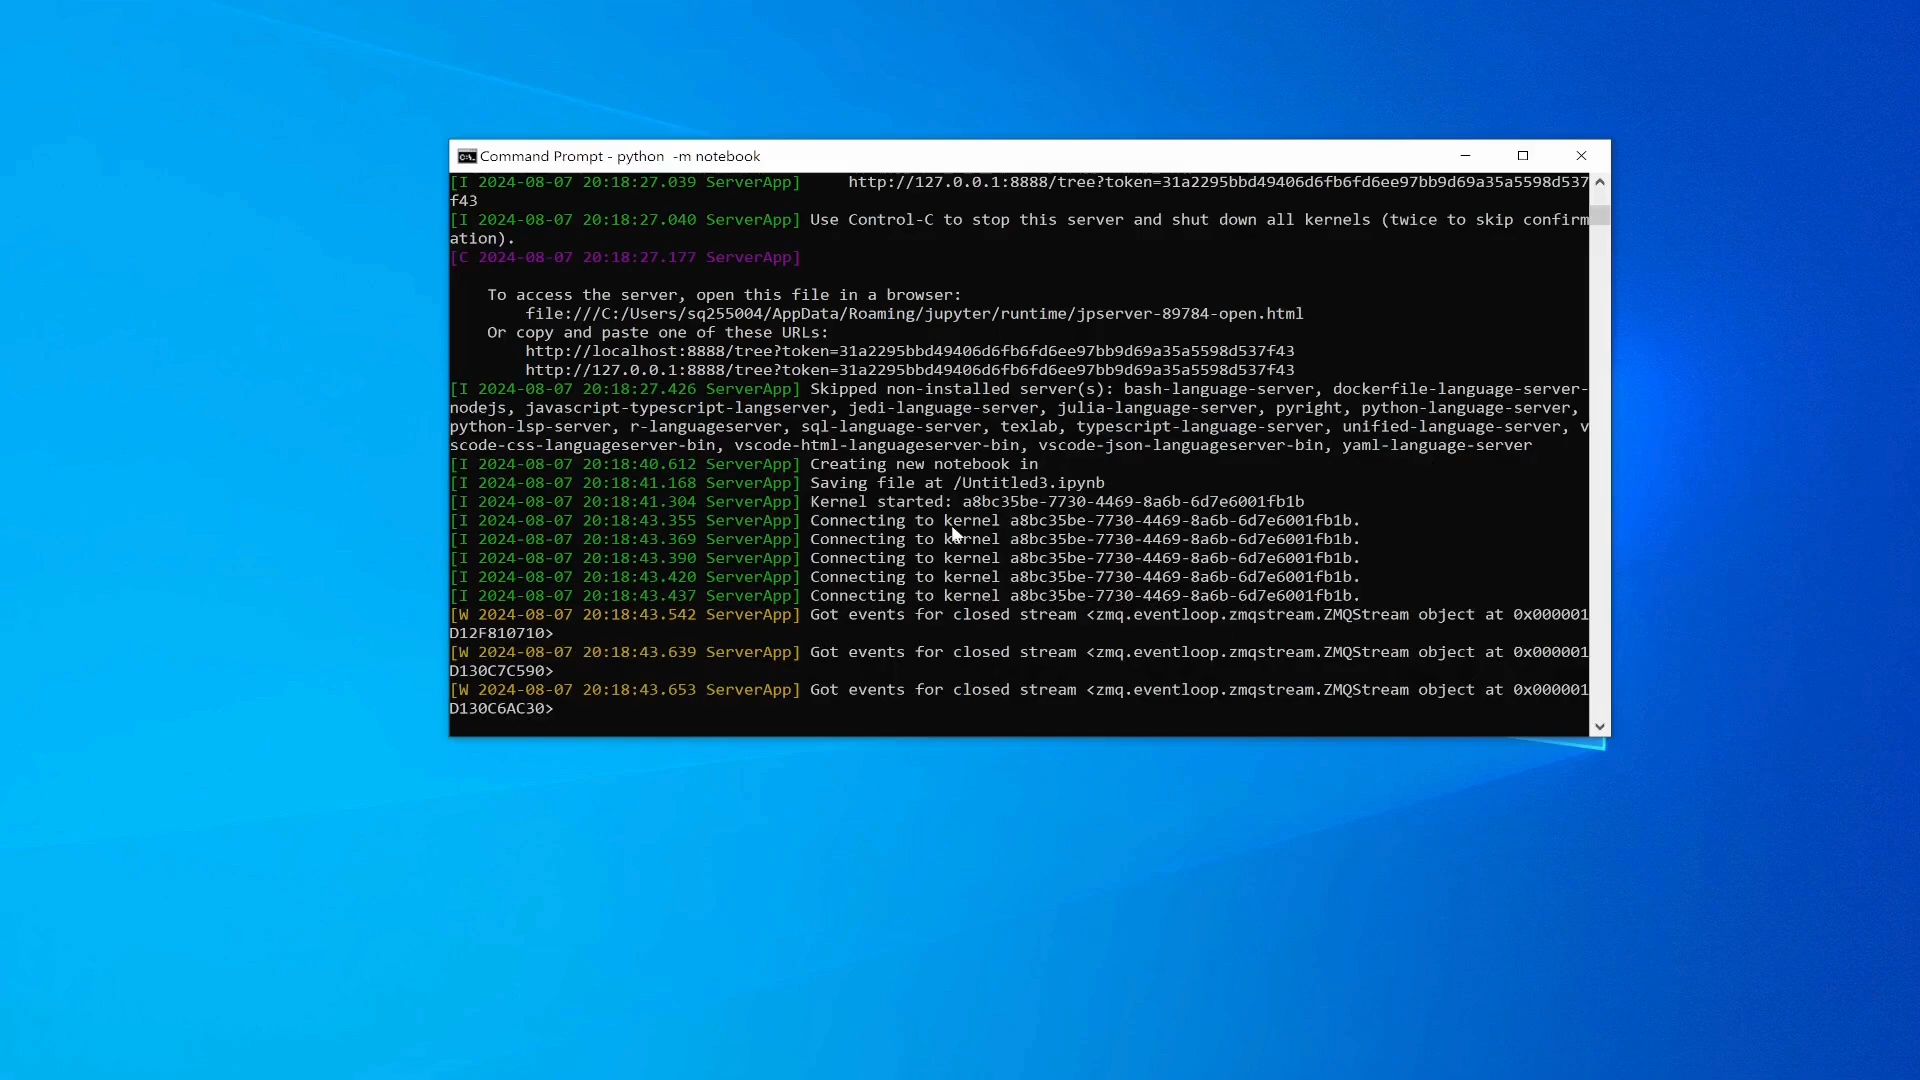 Command Prompt - python  -m notebook
[I 2024-08-07 20:18:27.039 ServerApp]     http://127.0.0.1:8888/tree?token=31a2295bbd49406d6fb6fd6ee97bb9d69a35a5598d537
f43
[I 2024-08-07 20:18:27.040 ServerApp] Use Control-C to stop this server and shut down all kernels (twice to skip confirm
ation).
[C 2024-08-07 20:18:27.177 ServerApp]
To access the server, open this file in a browser:
file:///C:/Users/sq255004/AppData/Roaming/jupyter/runtime/jpserver-89784-open.html
Or copy and paste one of these URLs:
http://localhost:8888/tree?token=31a2295bbd49406d6fb6fd6ee97bb9d69a35a5598d537f43
http://127.0.0.1:8888/tree?token=31a2295bbd49406d6fb6fd6ee97bb9d69a35a5598d537f43
[I 2024-08-07 20:18:27.426 ServerApp] Skipped non-installed server(s): bash-language-server, dockerfile-language-server-
nodejs, javascript-typescript-langserver, jedi-language-server, julia-language-server, pyright, python-language-server,
python-lsp-server, r-languageserver, sql-language-server, texlab, typescript-language-server, unified-language-server, v
scode-css-languageserver-bin, vscode-html-languageserver-bin, vscode-json-languageserver-bin, yaml-language-server
[I 2024-08-07 20:18:40.612 ServerApp] Creating new notebook in
[I 2024-08-07 20:18:41.168 ServerApp] Saving file at /Untitled3.ipynb
[I 2024-08-07 20:18:41.304 ServerApp] Kernel started: a8bc35be-7730-4469-8a6b-6d7e6001fb1b
[I 2024-08-07 20:18:43.355 ServerApp] Connecting to kernel a8bc35be-7730-4469-8a6b-6d7e6001fb1b.
[I 2024-08-07 20:18:43.369 ServerApp] Connecting to kernel a8bc35be-7730-4469-8a6b-6d7e6001fb1b.
[I 2024-08-07 20:18:43.390 ServerApp] Connecting to kernel a8bc35be-7730-4469-8a6b-6d7e6001fb1b.
[I 2024-08-07 20:18:43.420 ServerApp] Connecting to kernel a8bc35be-7730-4469-8a6b-6d7e6001fb1b.
[I 2024-08-07 20:18:43.437 ServerApp] Connecting to kernel a8bc35be-7730-4469-8a6b-6d7e6001fb1b.
[W 2024-08-07 20:18:43.542 ServerApp] Got events for closed stream <zmq.eventloop.zmqstream.ZMQStream object at 0x000001
D12F810710>
[W 2024-08-07 20:18:43.639 ServerApp] Got events for closed stream <zmq.eventloop.zmqstream.ZMQStream object at 0x000001
D130C7C590>
[W 2024-08-07 20:18:43.653 ServerApp] Got events for closed stream <zmq.eventloop.zmqstream.ZMQStream object at 0x000001
D130C6AC30>